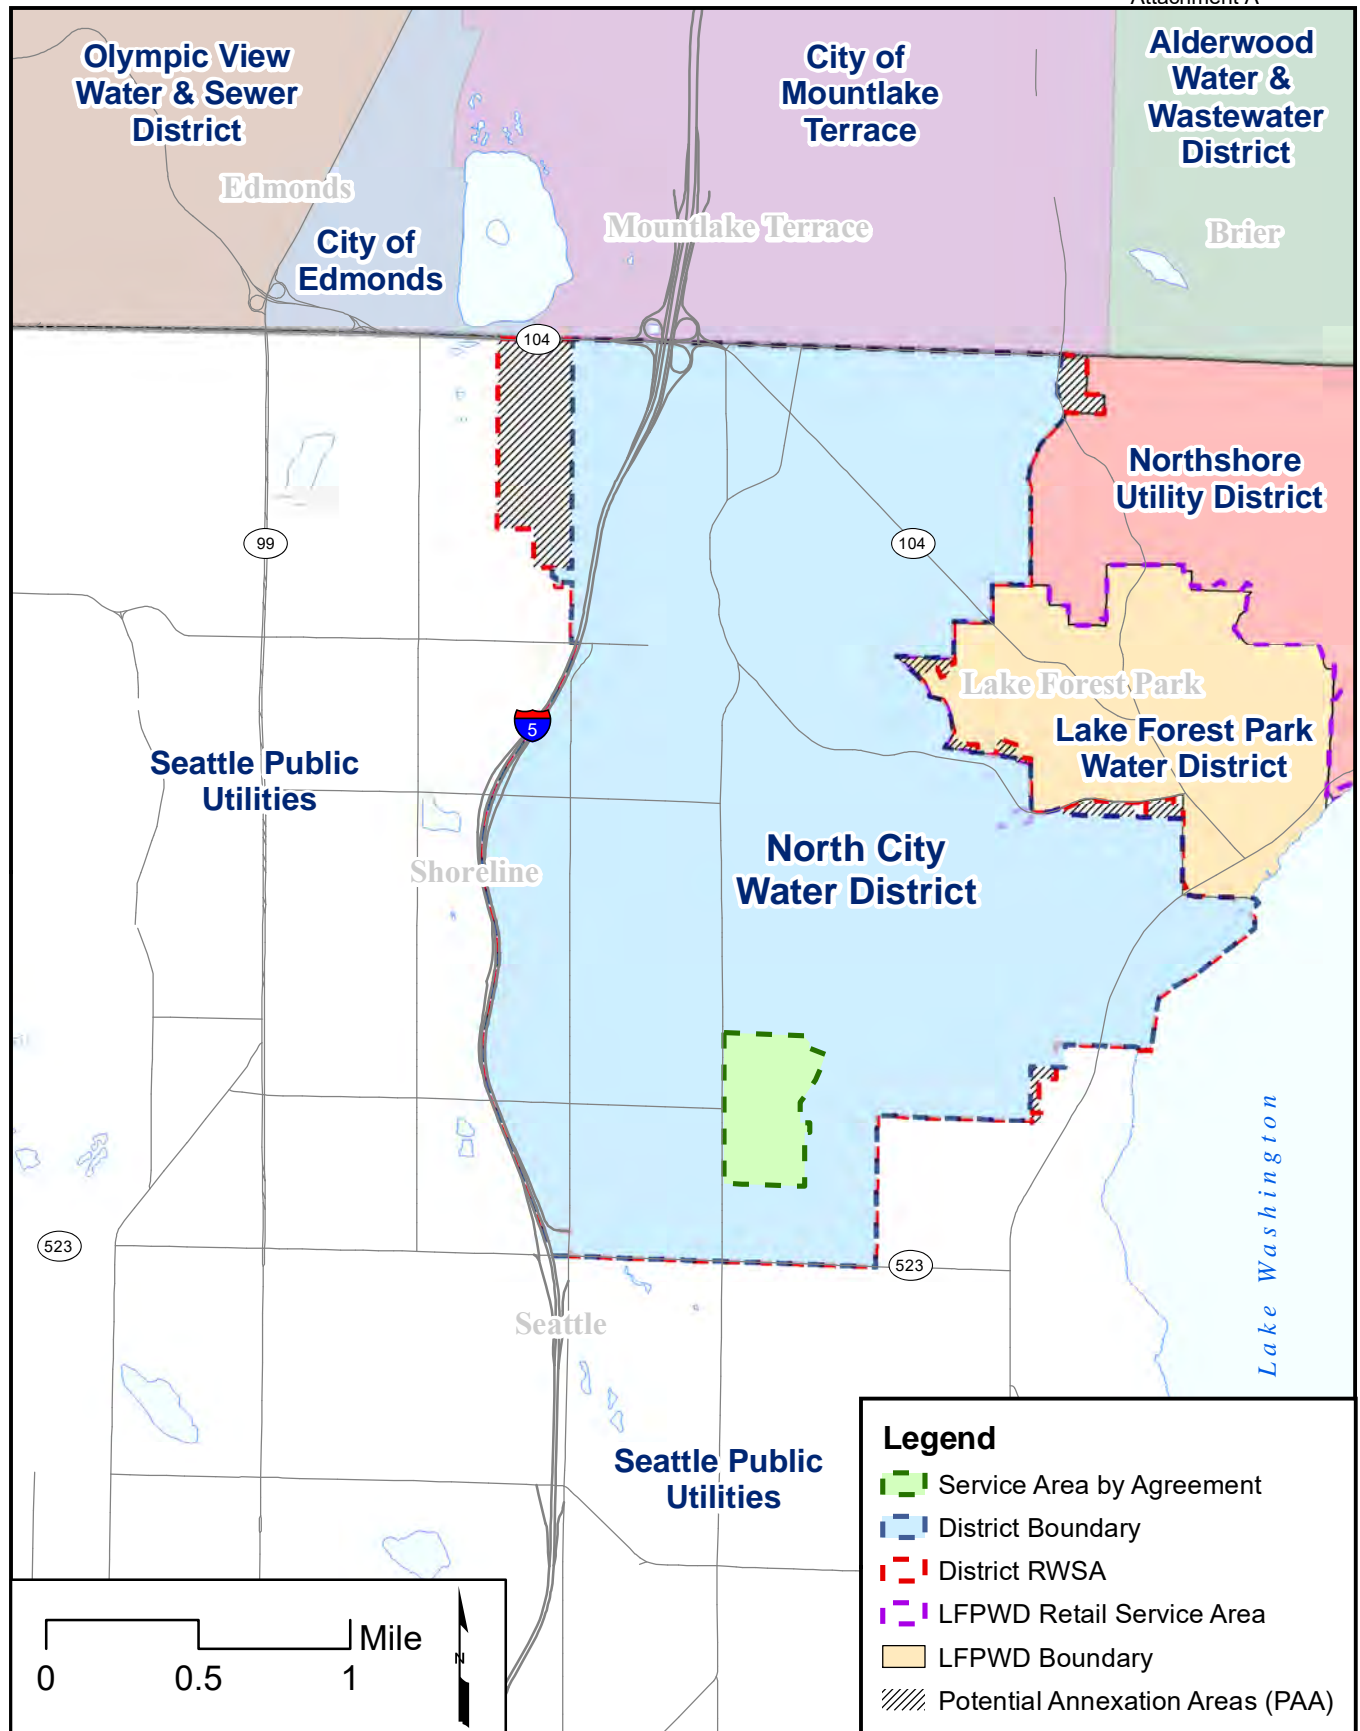 Attachment A
Olympic View
Water & Sewer
District
City of
Mountlake
Terrace
Alderwood
Water &
Wastewater
District
Edmonds
City of
Edmonds
Mountlake Terrace
Brier
104
Northshore
Utility District
99
104
Lake Forest Park
Lake Forest Park
Water District
5
Seattle Public
Utilities
North City
Water District
Shoreline
Lake Washington
523
523
Seattle
Seattle Public
Utilities
Legend
Service Area by Agreement
District Boundary
District RWSA
LFPWD Retail Service Area
LFPWD Boundary
Potential Annexation Areas (PAA)
Mile
0 0.5 1
N